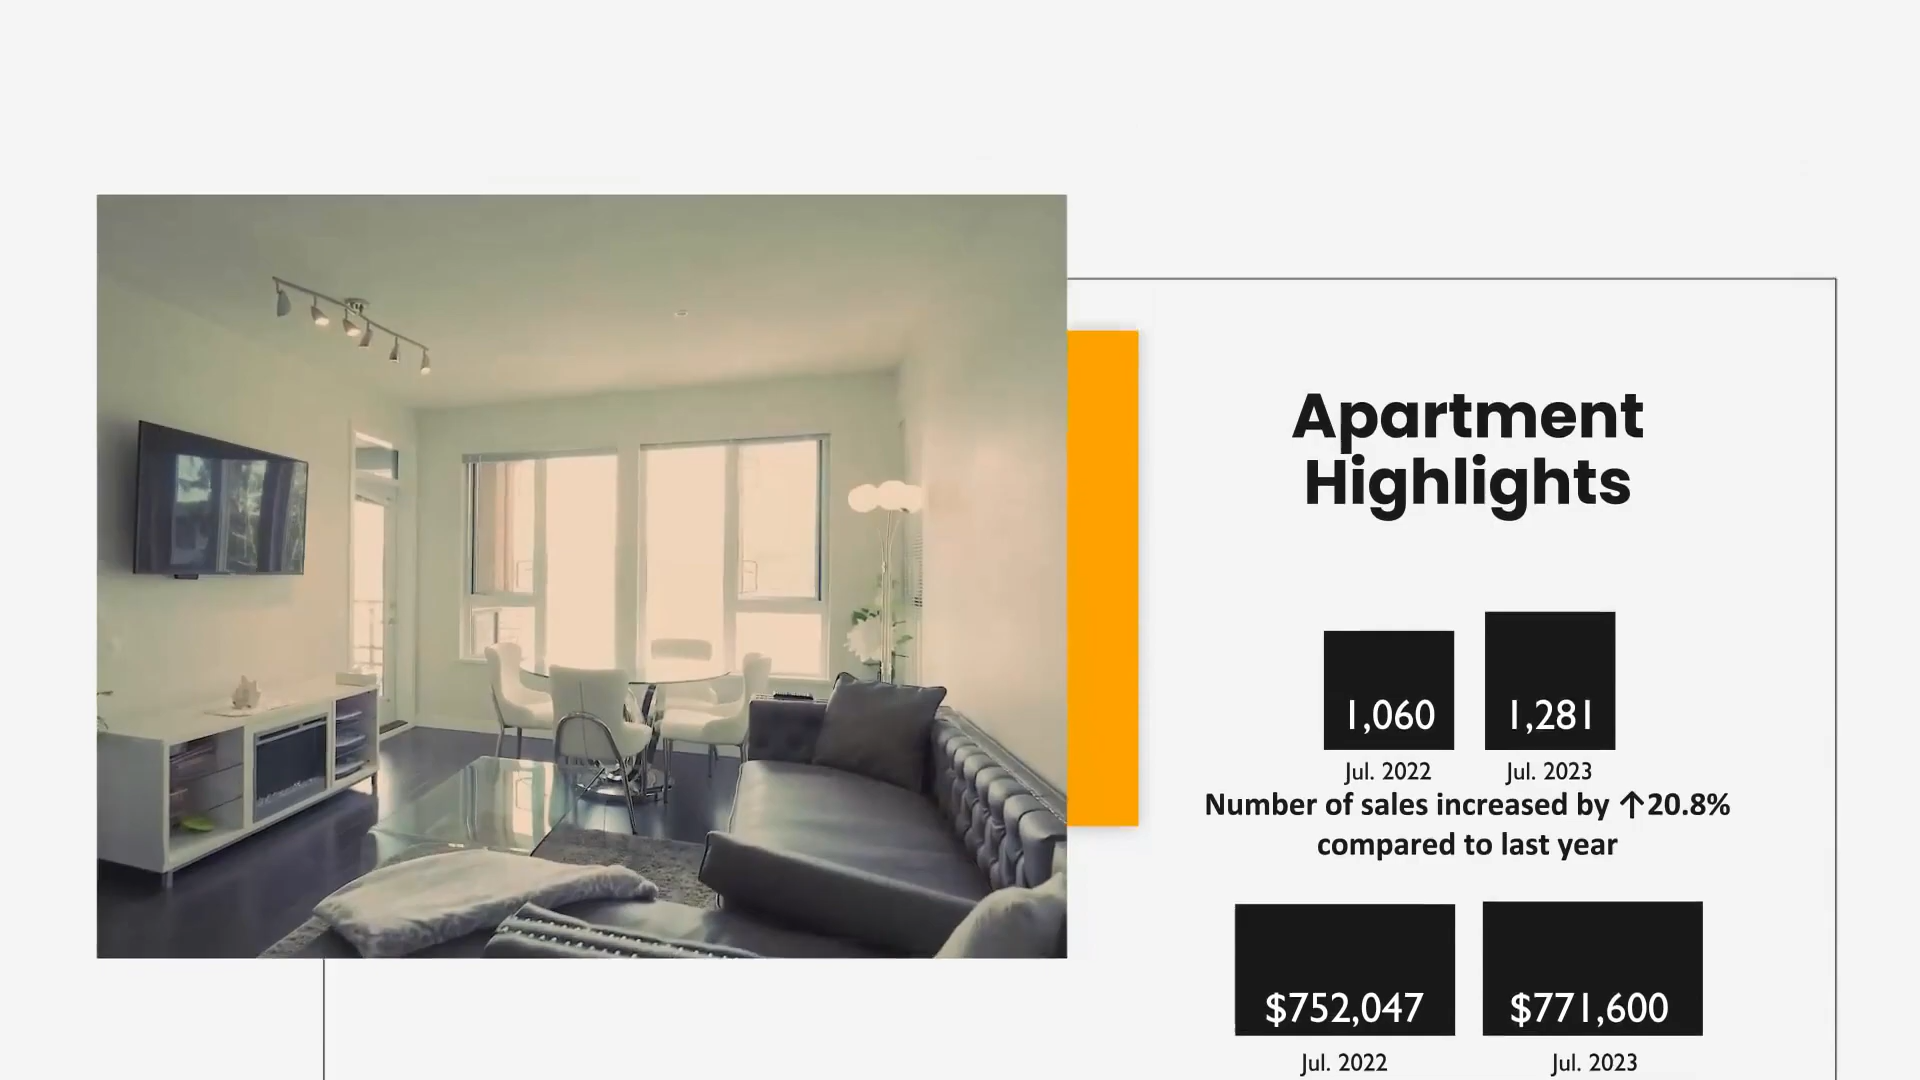 Apartment
Highlights
1,060
1,281
Jul. 2022
Jul. 2023
Number of sales increased by ↑20.8%
compared to last year
$752,047
$771,600
Jul. 2022
Jul. 2023